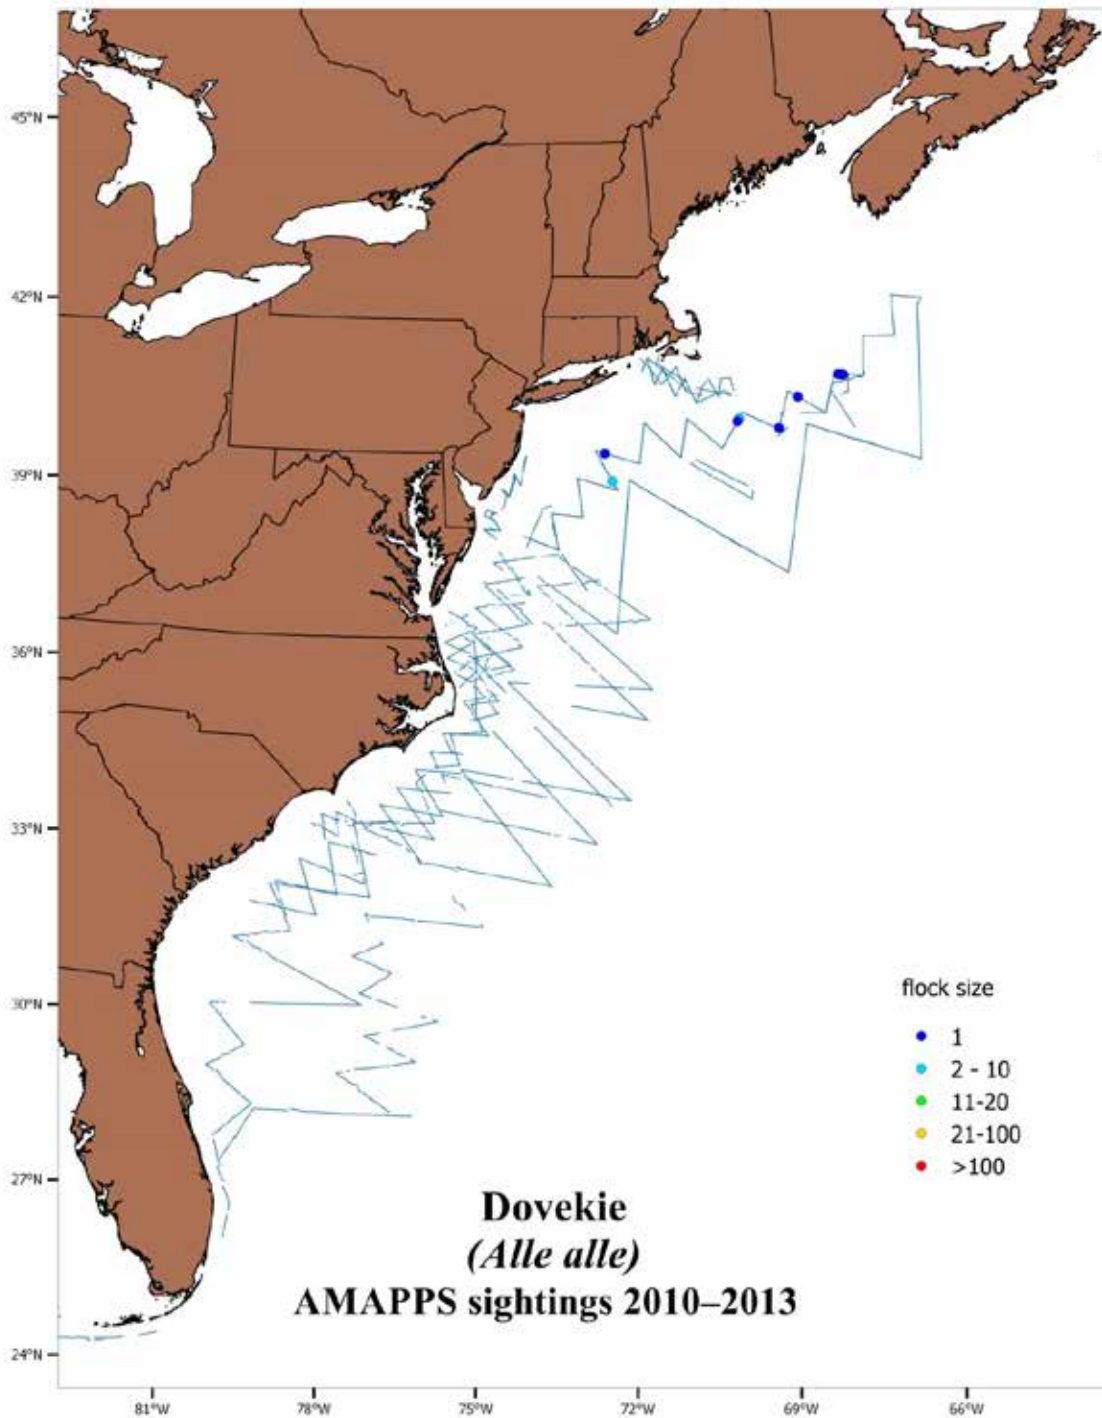 45°N
42°N
39°N
36°N
33°N
30°N
27°N
24°N
flock size
1
2 - 10
11-20
21-100
>100
Dovekie
(Alle alle)
AMAPPS sightings 2010–2013
81°W 78°W 75°W 72°W 69°W 66°W